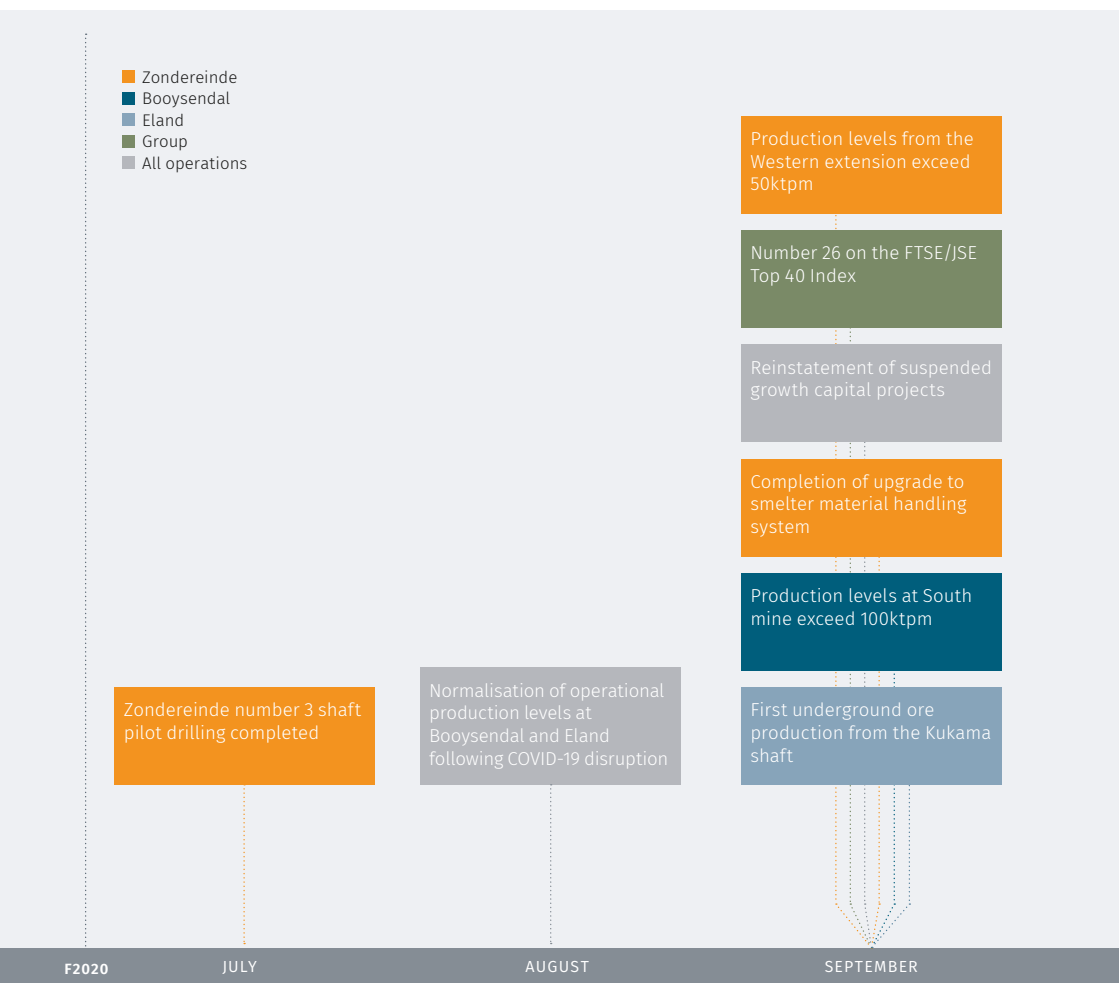 Zondereinde
Booysendal
Eland
Group
All operations
Production levels from the
Western extension exceed
50ktpm
Number 26 on the FTSE/JSE
Top 40 Index
Reinstatement of suspended
growth capital projects
Completion of upgrade to
smelter material handling
system
Production levels at South
mine exceed 100ktpm
Zondereinde number 3 shaft
pilot drilling completed
Normalisation of operational
production levels at
Booysendal and Eland
following COVID-19 disruption
First underground ore
production from the Kukama
shaft
F2020
JULY
AUGUST
SEPTEMBER